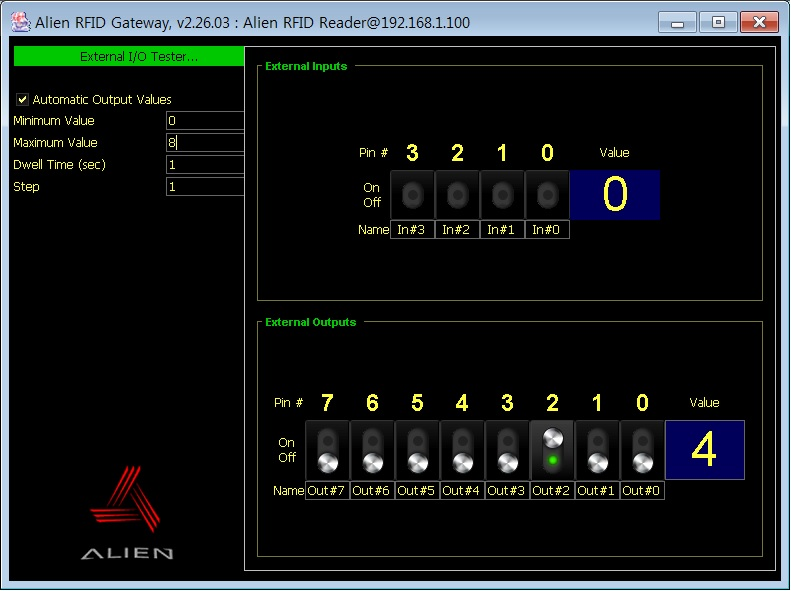 Alien RFID Gateway, v2.26.03 : Alien RFID Reader@192.168.1.100
External I/O Tester...
Automatic Output Values
Minimum Value 0
Maximum Value 8
Dwell Time (sec) 1
Step 1
ALIEN
External Inputs
Pin # 3 2 1 0 Value
On
Off
0
Name In#3 In#2 In#1 In#0
External Outputs
Pin # 7 6 5 4 3 2 1 0 Value
On
Off
4
Name Out#7 Out#6 Out#5 Out#4 Out#3 Out#2 Out#1 Out#0